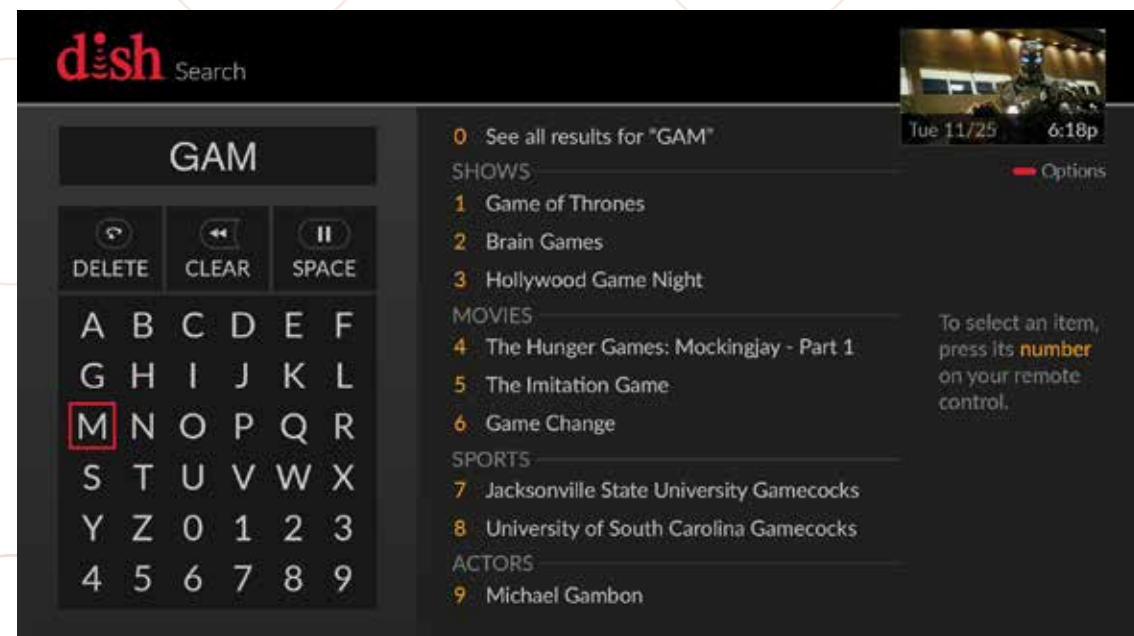 dish Search
Tue 11/25 6:18p
Options
GAM
DELETE CLEAR SPACE
A B C D E F
G H I J K L
M N O P Q R
S T U V W X
Y Z 0 1 2 3
4 5 6 7 8 9
0 See all results for "GAM"
SHOWS
1 Game of Thrones
2 Brain Games
3 Hollywood Game Night
MOVIES
4 The Hunger Games: Mockingjay - Part 1
5 The Imitation Game
6 Game Change
SPORTS
7 Jacksonville State University Gamecocks
8 University of South Carolina Gamecocks
ACTORS
9 Michael Gambon
To select an item,
press its number
on your remote
control.